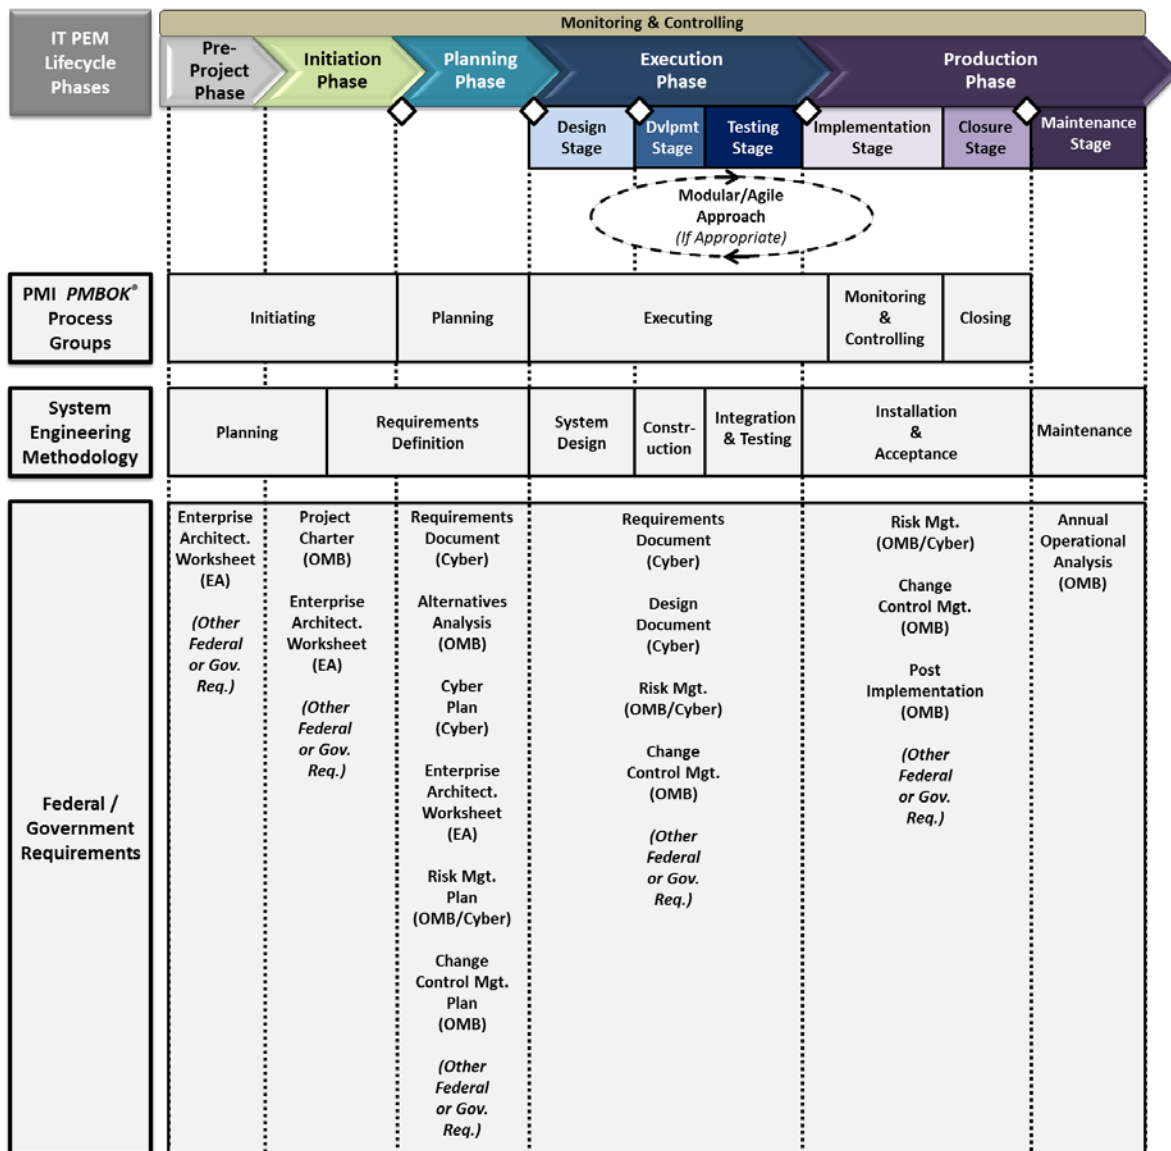 Monitoring & Controlling
IT PEM
Lifecycle
Phases
Pre-
Project
Phase
Initiation
Phase
Planning
Phase
Execution
Phase
Production
Phase
Design
Stage
Dvlpmt
Stage
Testing
Stage
Implementation
Stage
Closure
Stage
Maintenance
Stage
Modular/Agile
Approach
(If Appropriate)
PMI PMBOK®
Process
Groups
Initiating
Planning
Executing
Monitoring
&
Controlling
Closing
System
Engineering
Methodology
Planning
Requirements
Definition
System
Design
Constr-
uction
Integration
& Testing
Installation
&
Acceptance
Maintenance
Federal /
Government
Requirements
Enterprise
Architect.
Worksheet
(EA)
(Other
Federal
or Gov.
Req.)
Project
Charter
(OMB)
Enterprise
Architect.
Worksheet
(EA)
(Other
Federal
or Gov.
Req.)
Requirements
Document
(Cyber)
Alternatives
Analysis
(OMB)
Cyber
Plan
(Cyber)
Enterprise
Architect.
Worksheet
(EA)
Risk Mgt.
Plan
(OMB/Cyber)
Change
Control Mgt.
Plan
(OMB)
(Other
Federal
or Gov.
Req.)
Requirements
Document
(Cyber)
Design
Document
(Cyber)
Risk Mgt.
(OMB/Cyber)
Change
Control Mgt.
(OMB)
(Other
Federal
or Gov.
Req.)
Risk Mgt.
(OMB/Cyber)
Change
Control Mgt.
(OMB)
Post
Implementation
(OMB)
(Other
Federal
or Gov.
Req.)
Annual
Operational
Analysis
(OMB)